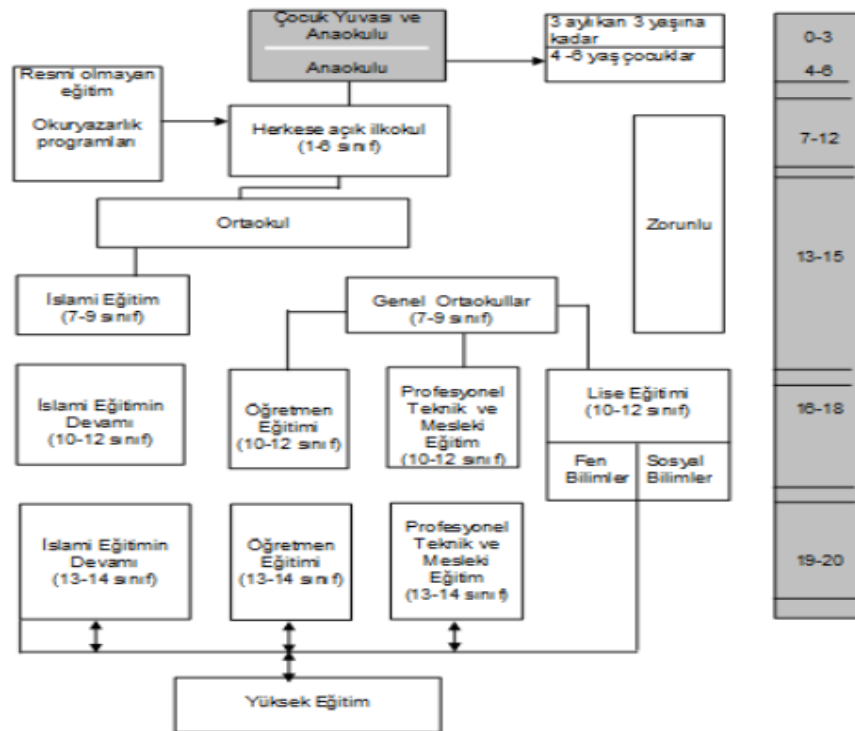 Çocuk Yuvası ve
Anaokulu
Anaokulu
3 aylıkan 3 yaşına
kadar
4 -6 yaş çocuklar
0-3
4-6
Resmi olmayan
eğitim
Okuryazarlık
programları
Herkese açık ilkokul
(1-6 sınıf)
7-12
Ortaokul
Zorunlu
13-15
İslami Eğitim
(7-9 sınıf)
Genel Ortaokullar
(7-9 sınıf)
İslami Eğitimin
Devamı
(10-12 sınıf)
Öğretmen
Eğitimi
(10-12 sınıf)
Profesyonel
Teknik ve
Mesleki
Eğitim
(10-12 sınıf)
Lise Eğitimi
(10-12 sınıf)
Fen
Bilimler
Sosyal
Bilimler
16-18
İslami Eğitimin
Devamı
(13-14 sınıf)
Öğretmen
Eğitimi
(13-14 sınıf)
Profesyonel
Teknik ve
Mesleki
Eğitim
(13-14 sınıf)
19-20
Yüksek Eğitim